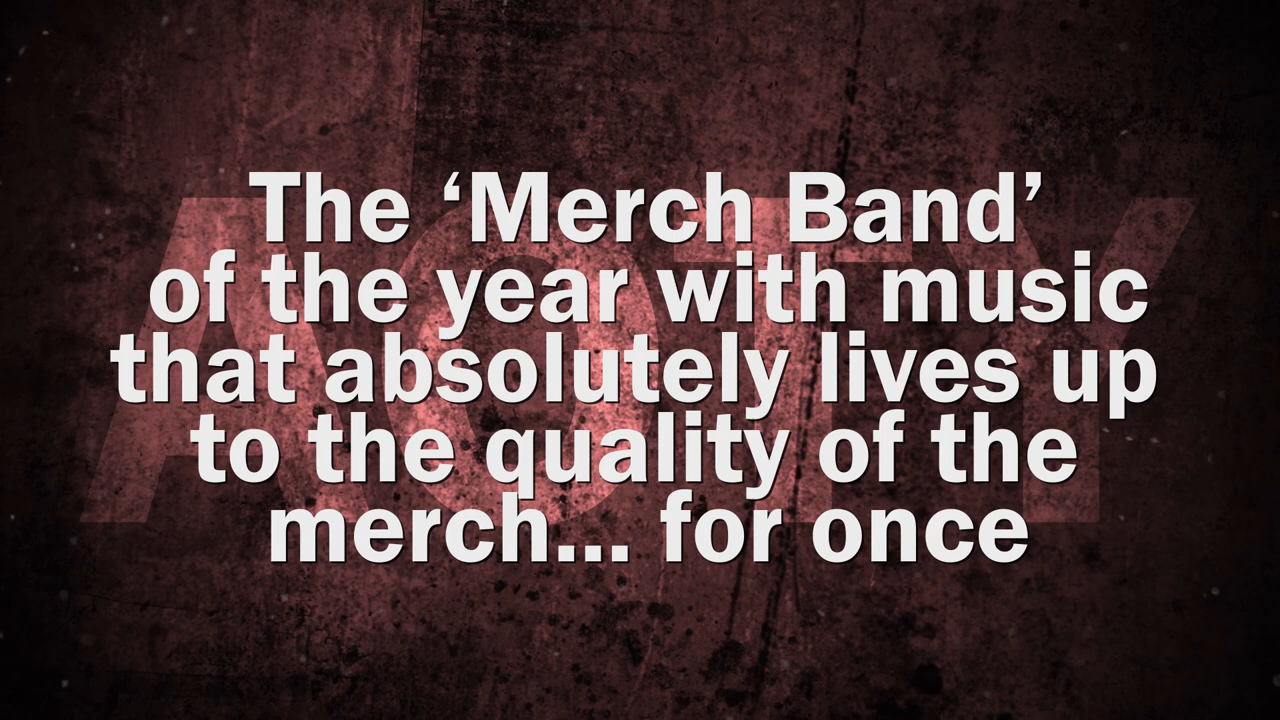 AOTY
The ‘Merch Band’
of the year with music
that absolutely lives up
to the quality of the
merch... for once